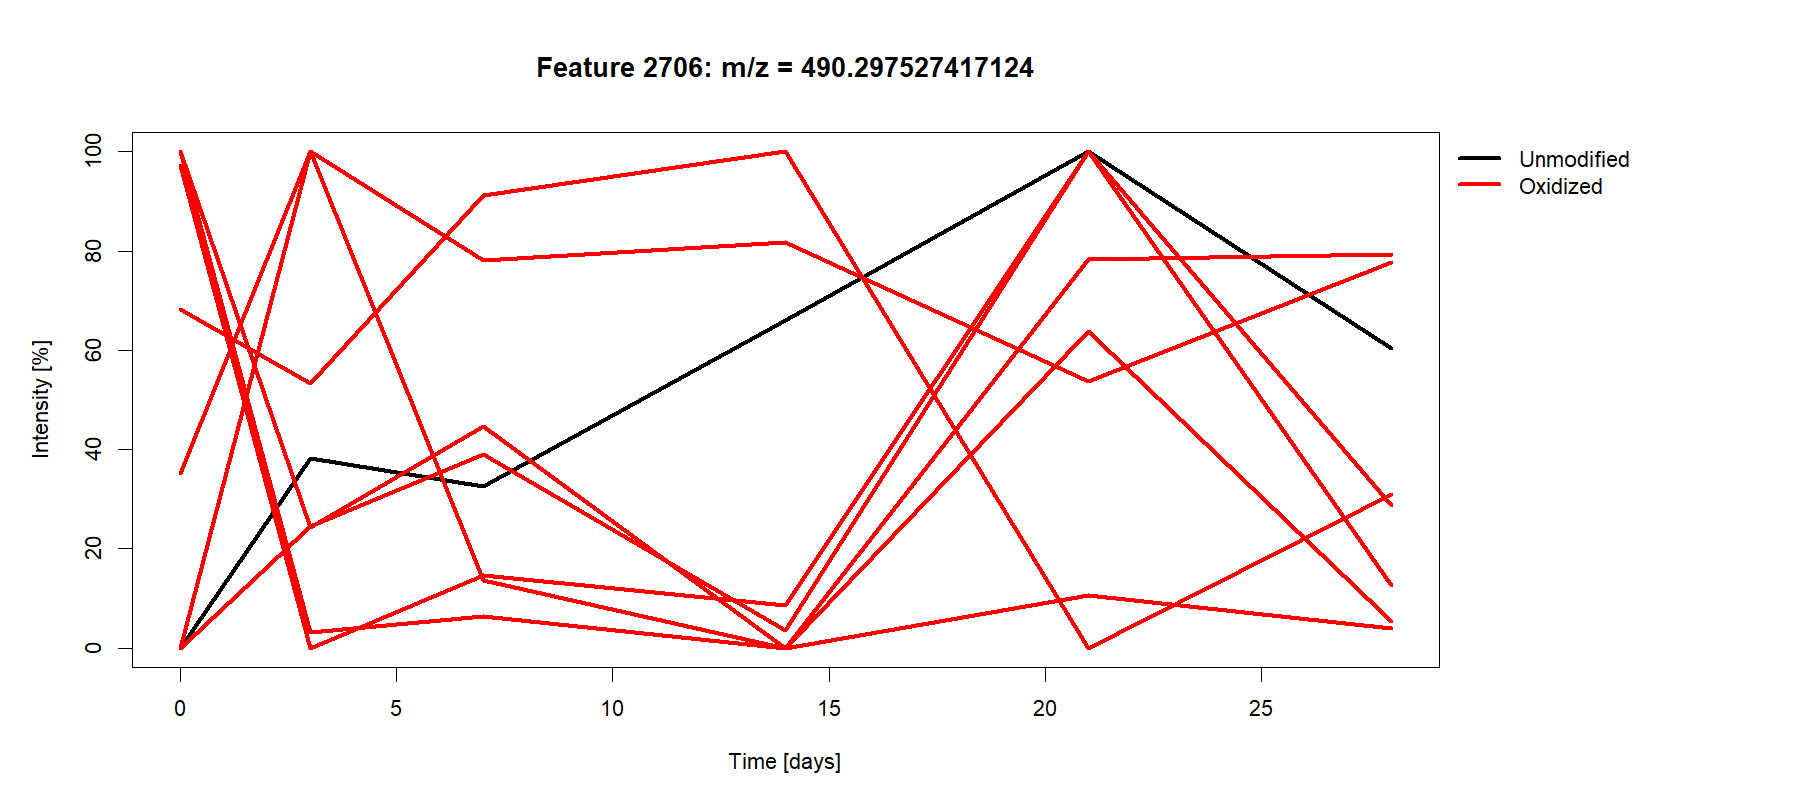 Feature 2706: m/z = 490.297527417124
Unmodified
Oxidized
Intensity [%]
100
80
60
40
20
0
0 5 10 15 20 25
Time [days]